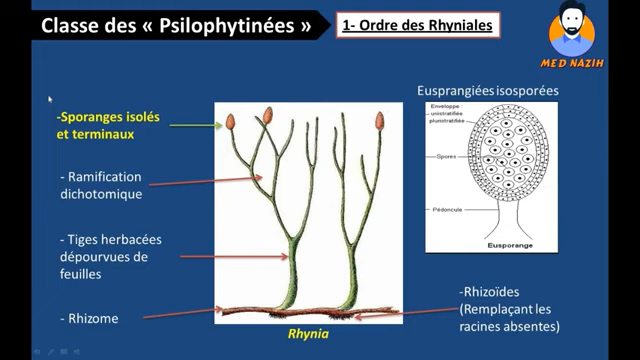 Classe des « Psilophytinées »
1- Ordre des Rhyniales
MED NAZIH
Eusprangiées isosporées
-Sporanges isolés
et terminaux
- Ramification
dichotomique
- Tiges herbacées
dépourvues de
feuilles
- Rhizome
Rhynia
Enveloppe
unistratifiée
pluristratifiée
Spores
Pédoncule
Eusporange
-Rhizoïdes
(Remplaçant les
racines absentes)